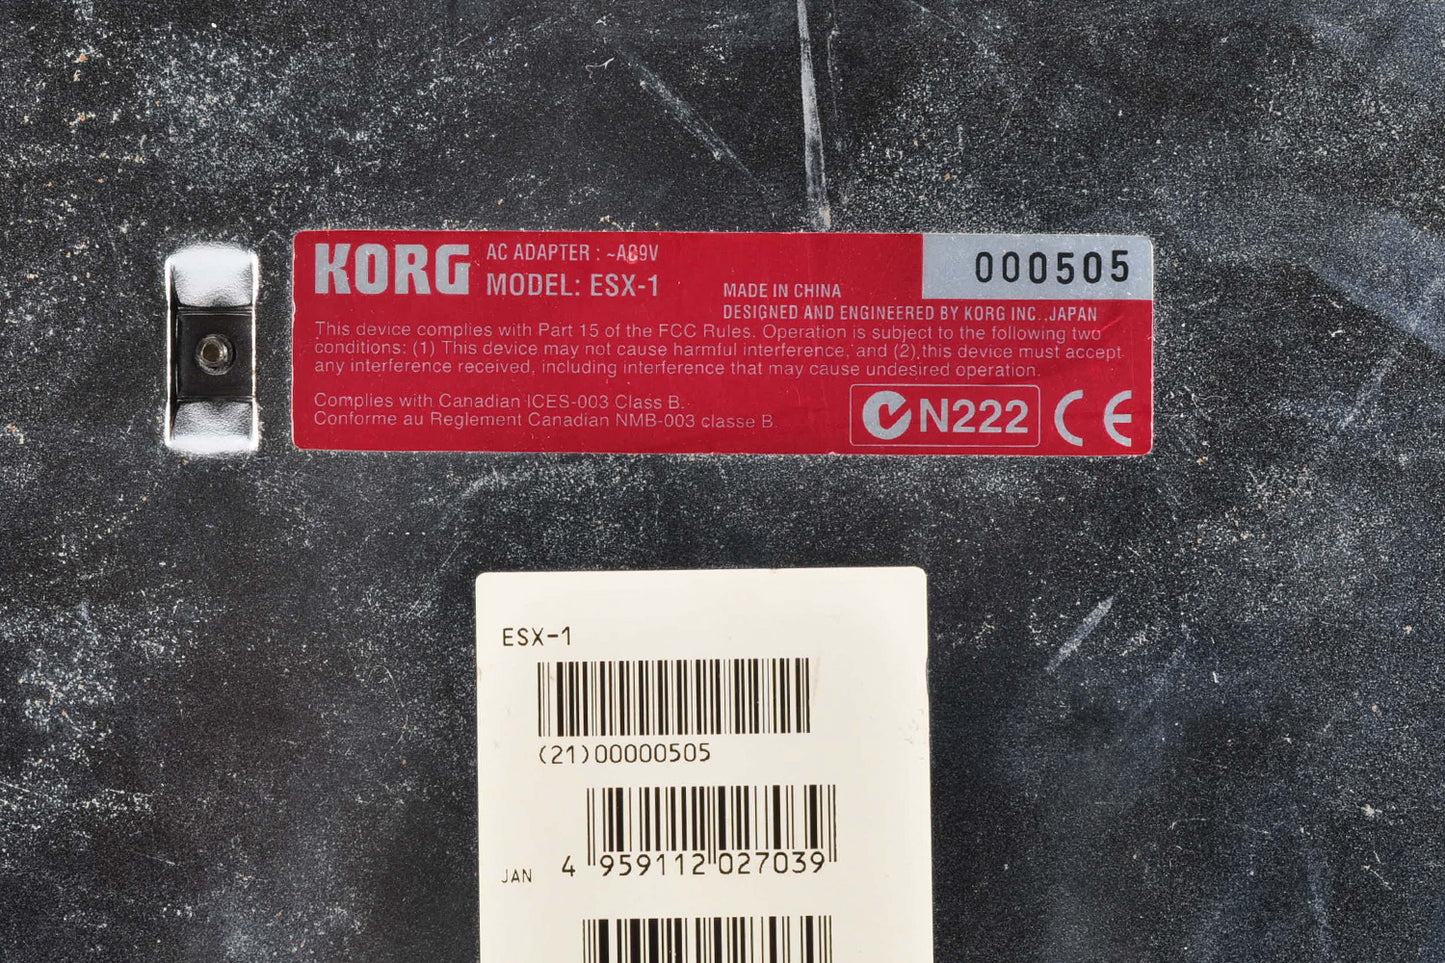 KORG
AC ADAPTER : ~AC9V
MODEL: ESX-1
000505
MADE IN CHINA
DESIGNED AND ENGINEERED BY KORG INC.,JAPAN
This device complies with Part 15 of the FCC Rules. Operation is subject to the following two
conditions: (1) This device may not cause harmful interference, and (2) this device must accept
any interference received, including interference that may cause undesired operation.
Complies with Canadian ICES-003 Class B.
Conforme au Reglement Canadien NMB-003 classe B.
N222
CE
ESX-1
(21)00000505
JAN 4 959112 027039